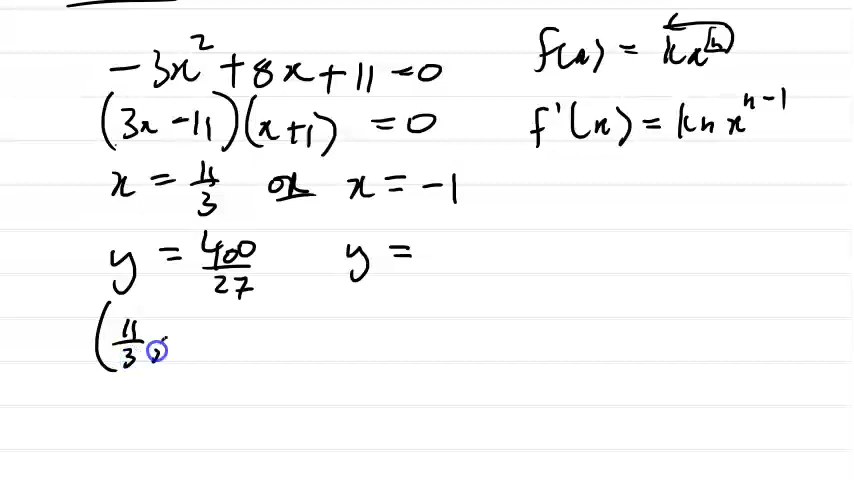 -3x² + 8x + 11 = 0
(3x - 11)(x+1) = 0
x = 11/3 or x = -1
y = 400/27 y =
(11/3,
f(x) = kxⁿ
f'(x) = knxⁿ⁻¹